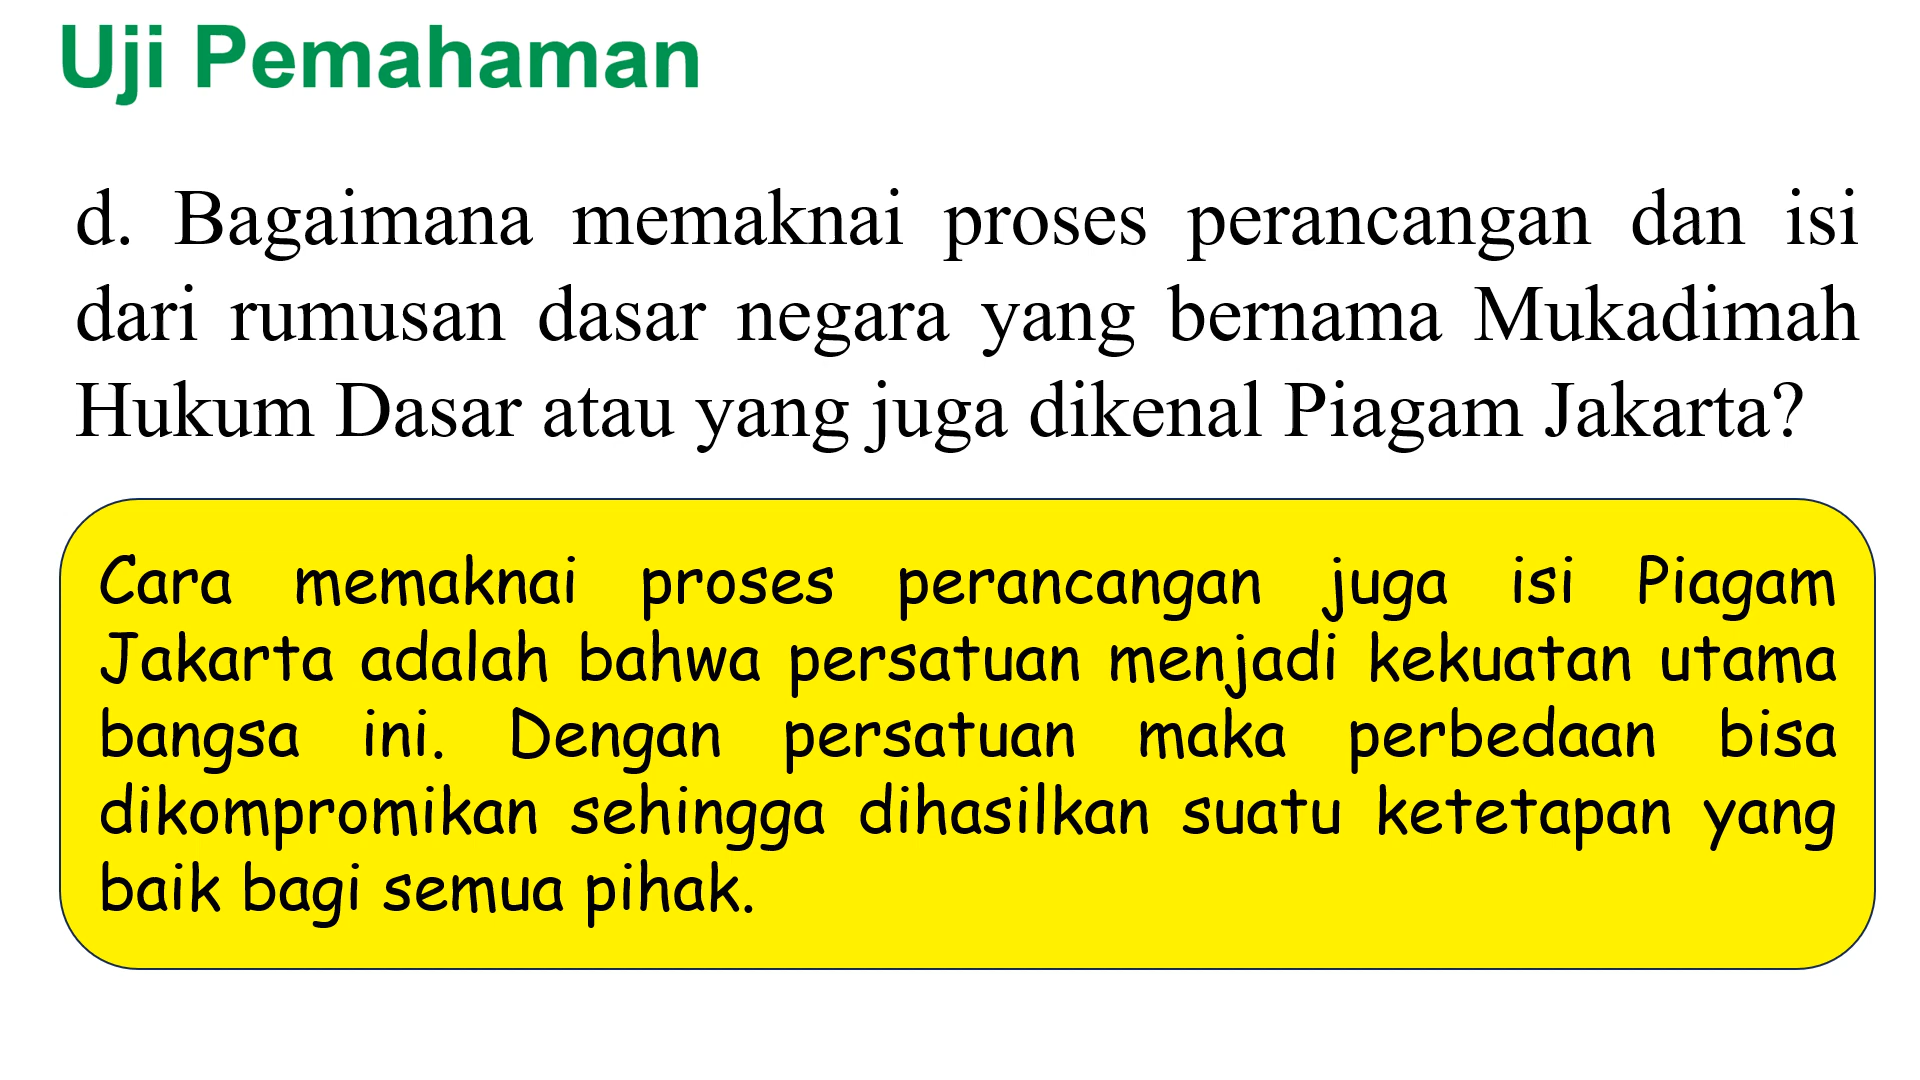 Uji Pemahaman
d. Bagaimana memaknai proses perancangan dan isi
dari rumusan dasar negara yang bernama Mukadimah
Hukum Dasar atau yang juga dikenal Piagam Jakarta?
Cara memaknai proses perancangan juga isi Piagam
Jakarta adalah bahwa persatuan menjadi kekuatan utama
bangsa ini. Dengan persatuan maka perbedaan bisa
dikompromikan sehingga dihasilkan suatu ketetapan yang
baik bagi semua pihak.